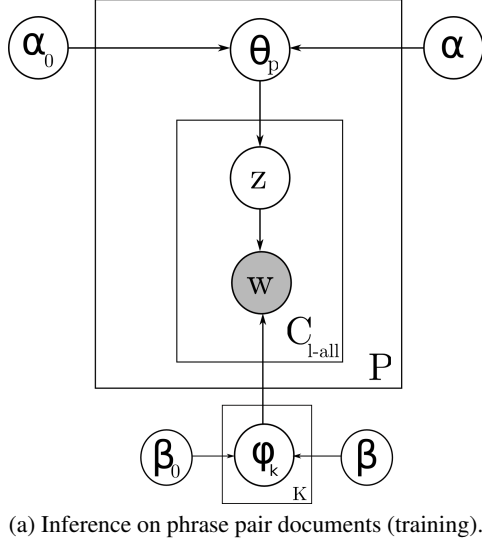 α0 θp α
z
w
Cl-all
P
β0 φk β
K
(a) Inference on phrase pair documents (training).